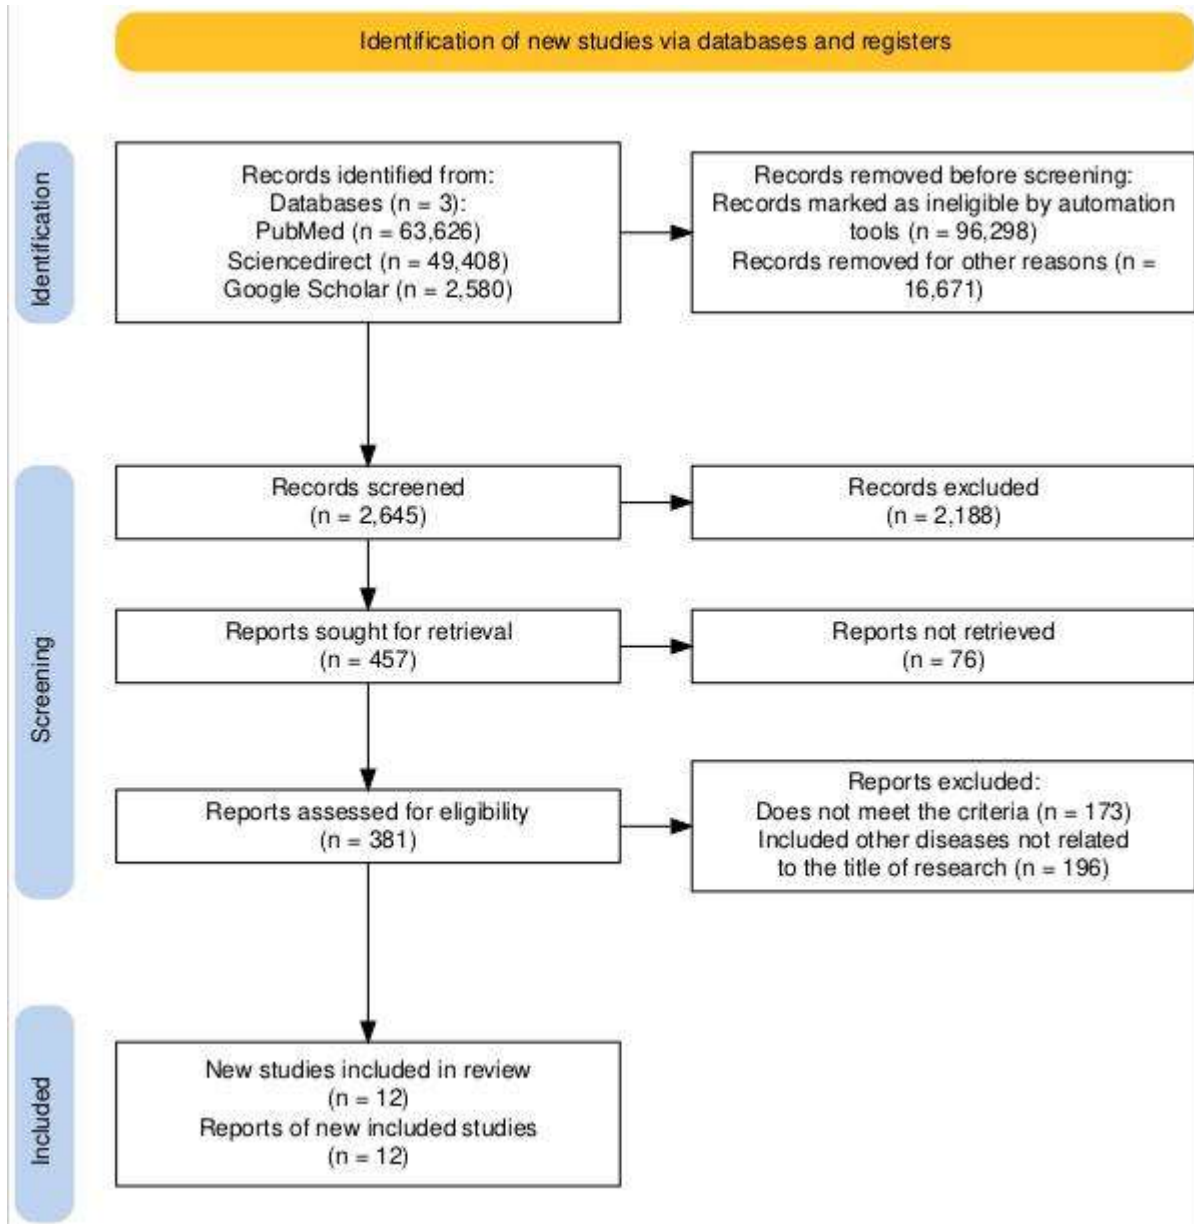 Identification of new studies via databases and registers
Identification
Records identified from:
Databases (n = 3):
PubMed (n = 63,626)
Sciencedirect (n = 49,408)
Google Scholar (n = 2,580)
Records removed before screening:
Records marked as ineligible by automation
tools (n = 96,298)
Records removed for other reasons (n =
16,671)
Screening
Records screened
(n = 2,645)
Records excluded
(n = 2,188)
Reports sought for retrieval
(n = 457)
Reports not retrieved
(n = 76)
Reports assessed for eligibility
(n = 381)
Reports excluded:
Does not meet the criteria (n = 173)
Included other diseases not related
to the title of research (n = 196)
Included
New studies included in review
(n = 12)
Reports of new included studies
(n = 12)